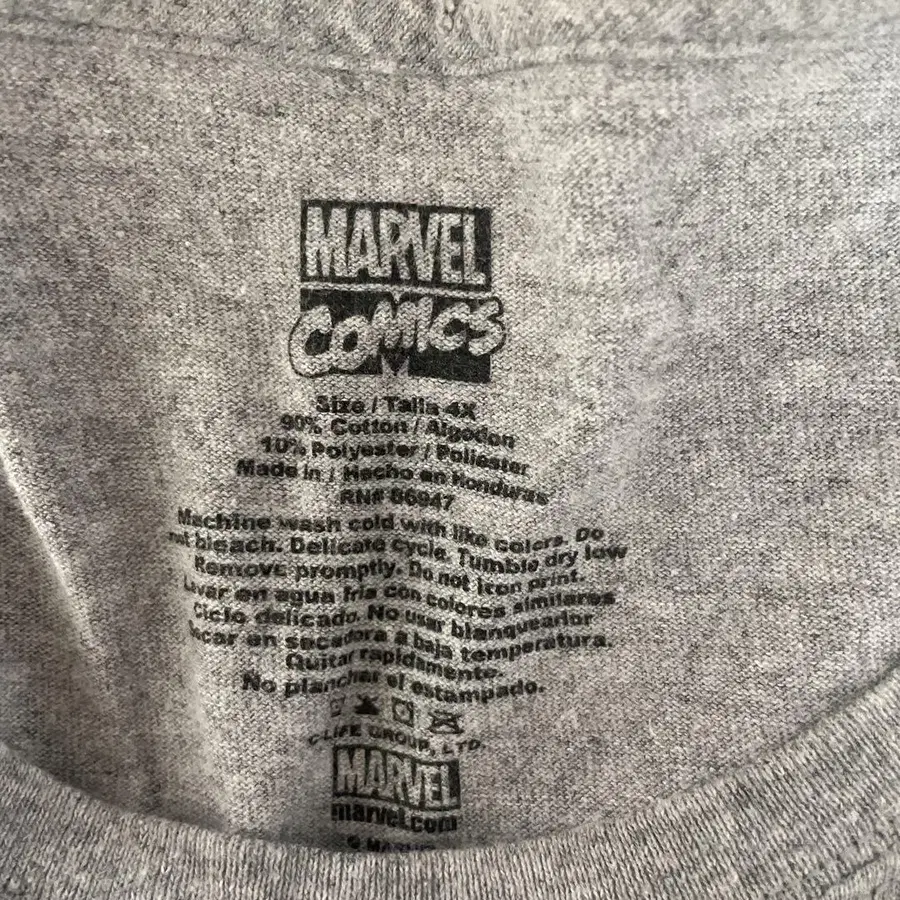 MARVEL
COMICS
Size / Talla 4X
90% Cotton / Algodon
10% Polyester / Poliester
Made in / Hecho en Honduras
RN# 86947
Machine wash cold with like colors. Do
not bleach. Delicate cycle. Tumble dry low
Remove promptly. Do not Iron print.
Lavar en agua fria con colores similares
Ciclo delicado. No usar blanqueador
Secar en secadora a baja temperatura.
Quitar rapidamente.
No planchar el estampado.
C-LIFE GROUP, LTD.
MARVEL
marvel.com
© MARVEL